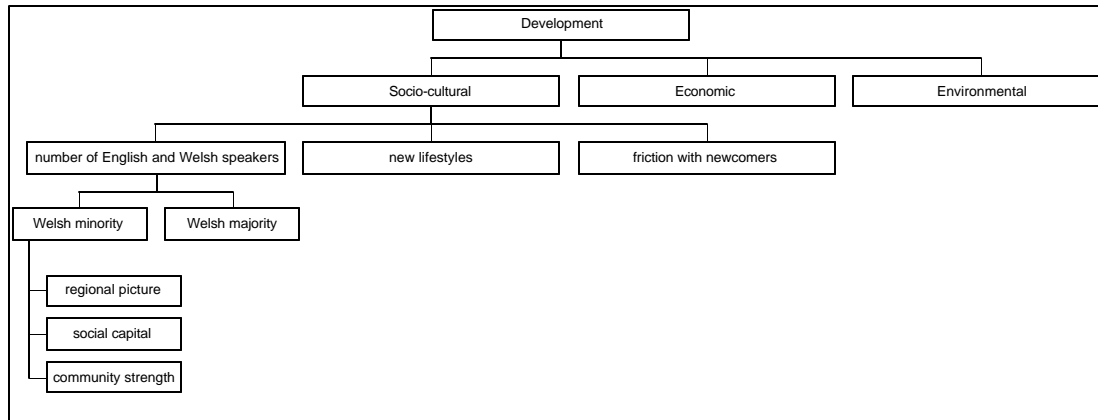 Development
Socio-cultural
Economic
Environmental
number of English and Welsh speakers
new lifestyles
friction with newcomers
Welsh minority
Welsh majority
regional picture
social capital
community strength